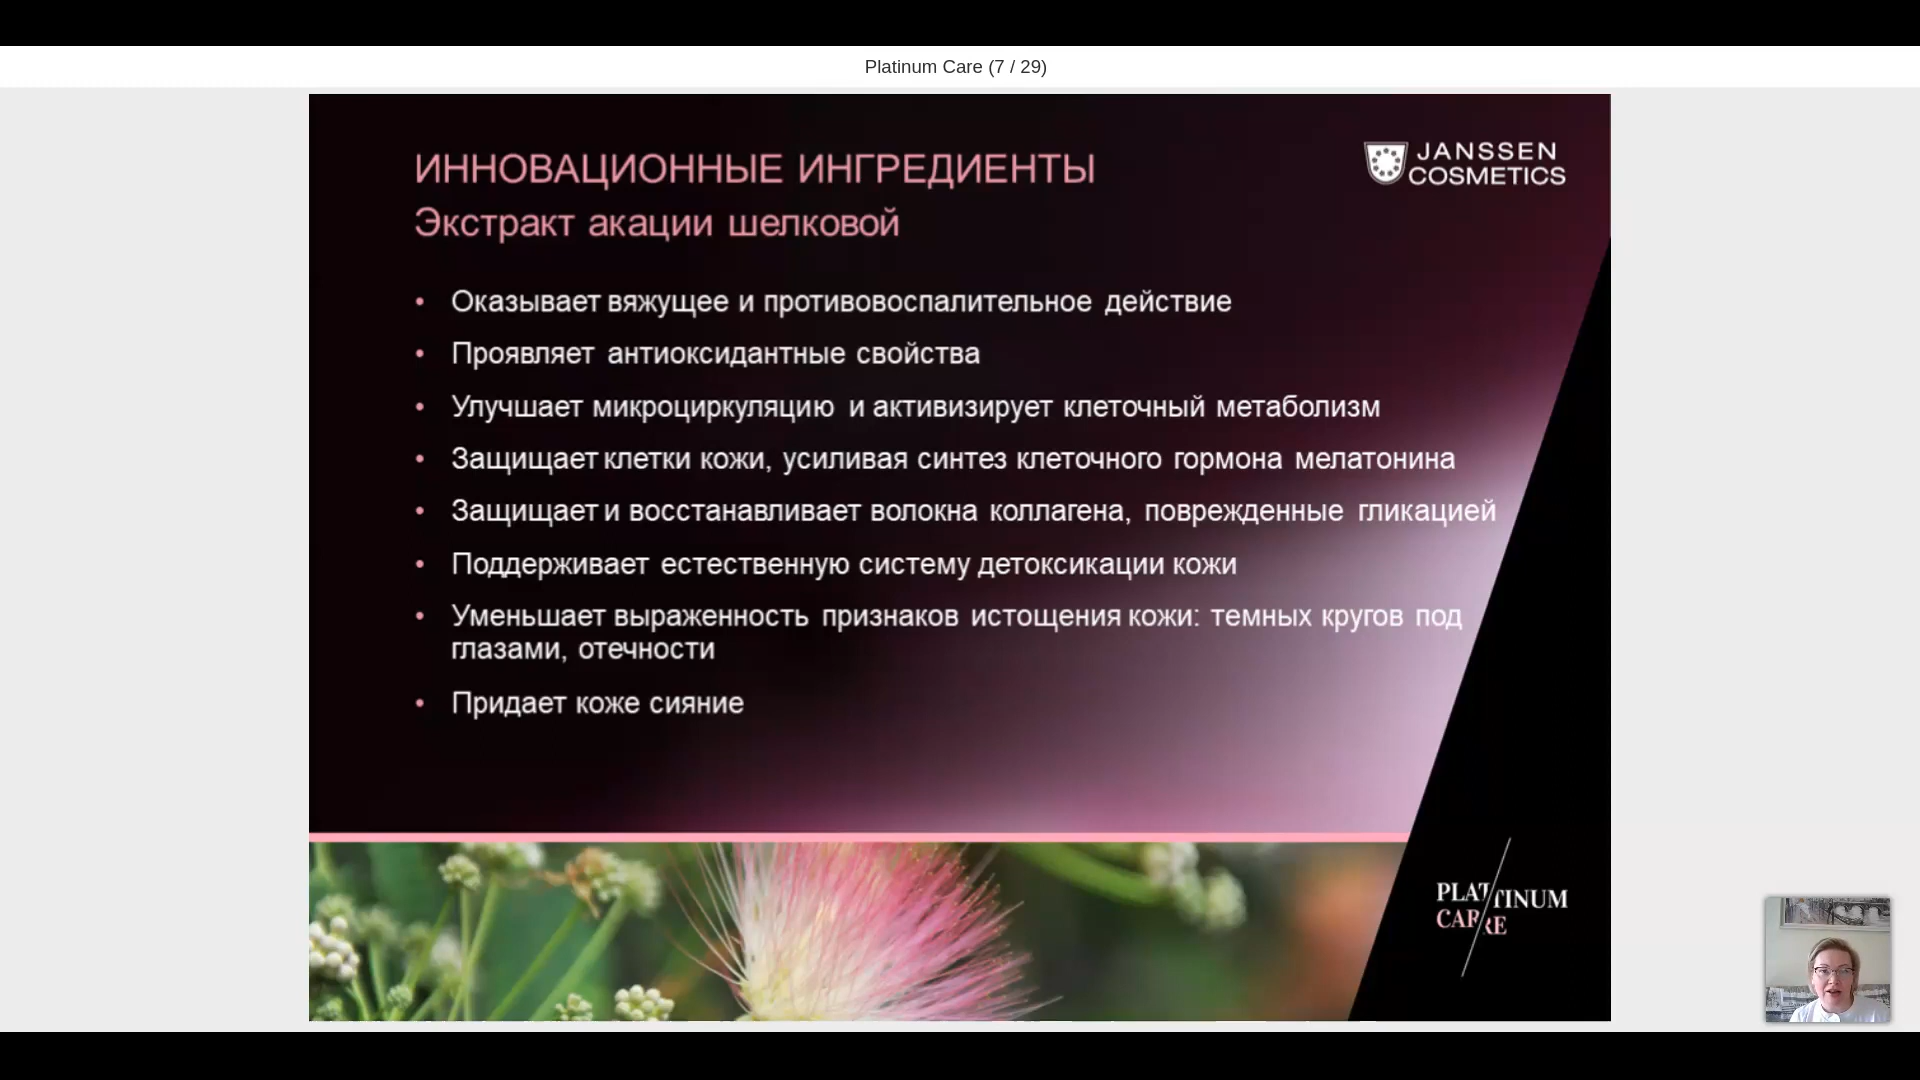 Platinum Care (7 / 29)
ИННОВАЦИОННЫЕ ИНГРЕДИЕНТЫ
JANSSEN
COSMETICS
Экстракт акации шелковой
• Оказывает вяжущее и противовоспалительное действие
• Проявляет антиоксидантные свойства
• Улучшает микроциркуляцию и активизирует клеточный метаболизм
• Защищает клетки кожи, усиливая синтез клеточного гормона мелатонина
• Защищает и восстанавливает волокна коллагена, поврежденные гликацией
• Поддерживает естественную систему детоксикации кожи
• Уменьшает выраженность признаков истощения кожи: темных кругов под
глазами, отечности
• Придает коже сияние
PLATINUM
CARE